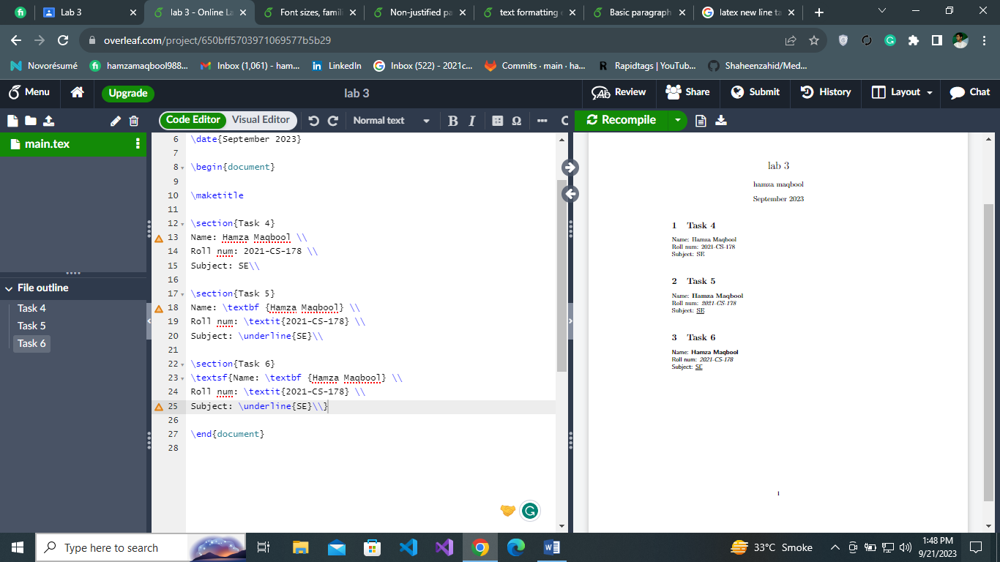 Lab 3
lab 3 - Online La
Font sizes, famil
Non-justified pa
text formatting e
Basic paragraph
latex new line ta
overleaf.com/project/650bff5703971069577b5b29
Novorésumé
hamzamaqbool988...
Inbox (1,061) - ham...
LinkedIn
Inbox (522) - 2021c...
Commits · main · ha...
Rapidtags | YouTub...
Shaheenzahid/Med...
Menu
Upgrade
lab 3
Review
Share
Submit
History
Layout
Chat
Code Editor
Visual Editor
Normal text
B I
Ω
Recompile
main.tex
File outline
Task 4
Task 5
Task 6
6 \date{September 2023}
7
8 \begin{document}
9
10 \maketitle
11
12 \section{Task 4}
13 Name: Hamza Maqbool \\
14 Roll num: 2021-CS-178 \\
15 Subject: SE\\
16
17 \section{Task 5}
18 Name: \textbf {Hamza Maqbool} \\
19 Roll num: \textit{2021-CS-178} \\
20 Subject: \underline{SE}\\
21
22 \section{Task 6}
23 \textsf{Name: \textbf {Hamza Maqbool} \\
24 Roll num: \textit{2021-CS-178} \\
25 Subject: \underline{SE}\\}
26
27 \end{document}
28
lab 3
hamza maqbool
September 2023
1 Task 4
Name: Hamza Maqbool
Roll num: 2021-CS-178
Subject: SE
2 Task 5
Name: Hamza Maqbool
Roll num: 2021-CS-178
Subject: SE
3 Task 6
Name: Hamza Maqbool
Roll num: 2021-CS-178
Subject: SE
1
Type here to search
33°C Smoke
1:48 PM
9/21/2023